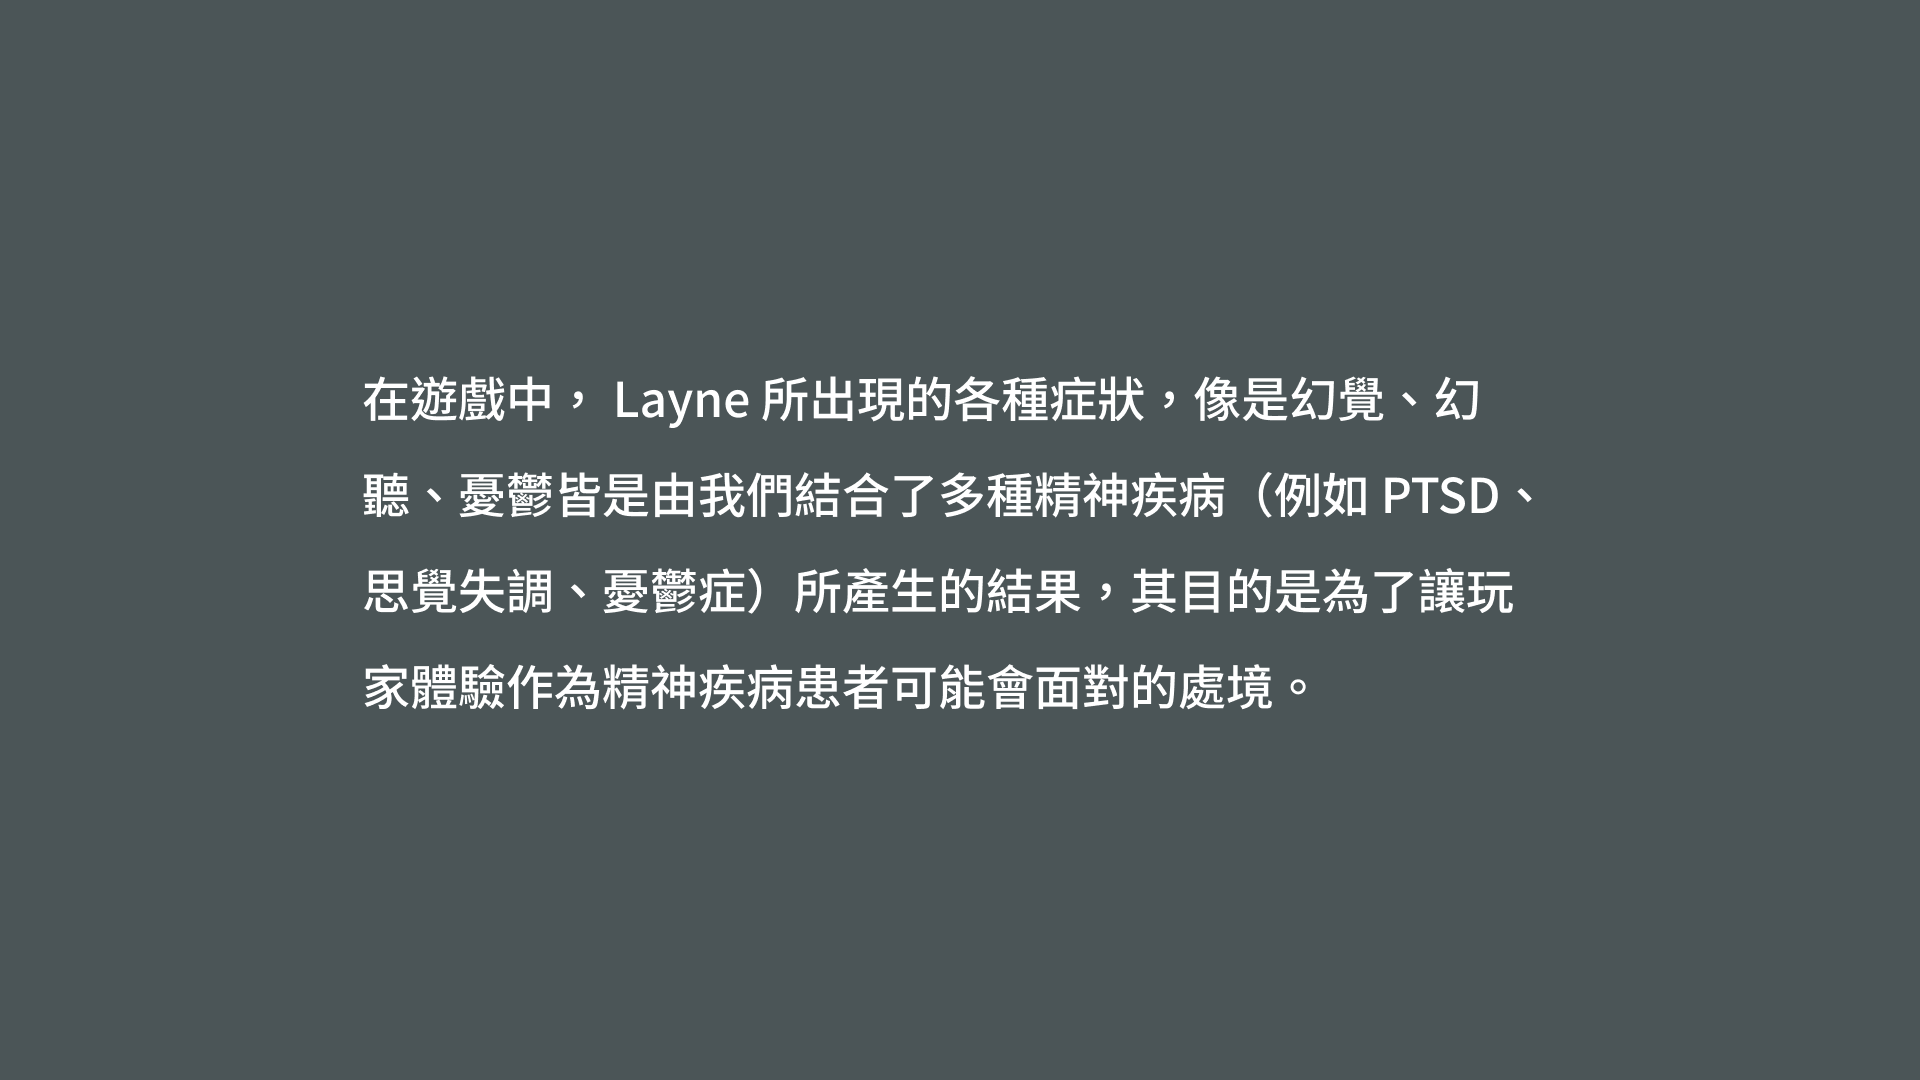 在遊戲中， Layne 所出現的各種症狀，像是幻覺、幻
聽、憂鬱皆是由我們結合了多種精神疾病（例如 PTSD、
思覺失調、憂鬱症）所產生的結果，其目的是為了讓玩
家體驗作為精神疾病患者可能會面對的處境。